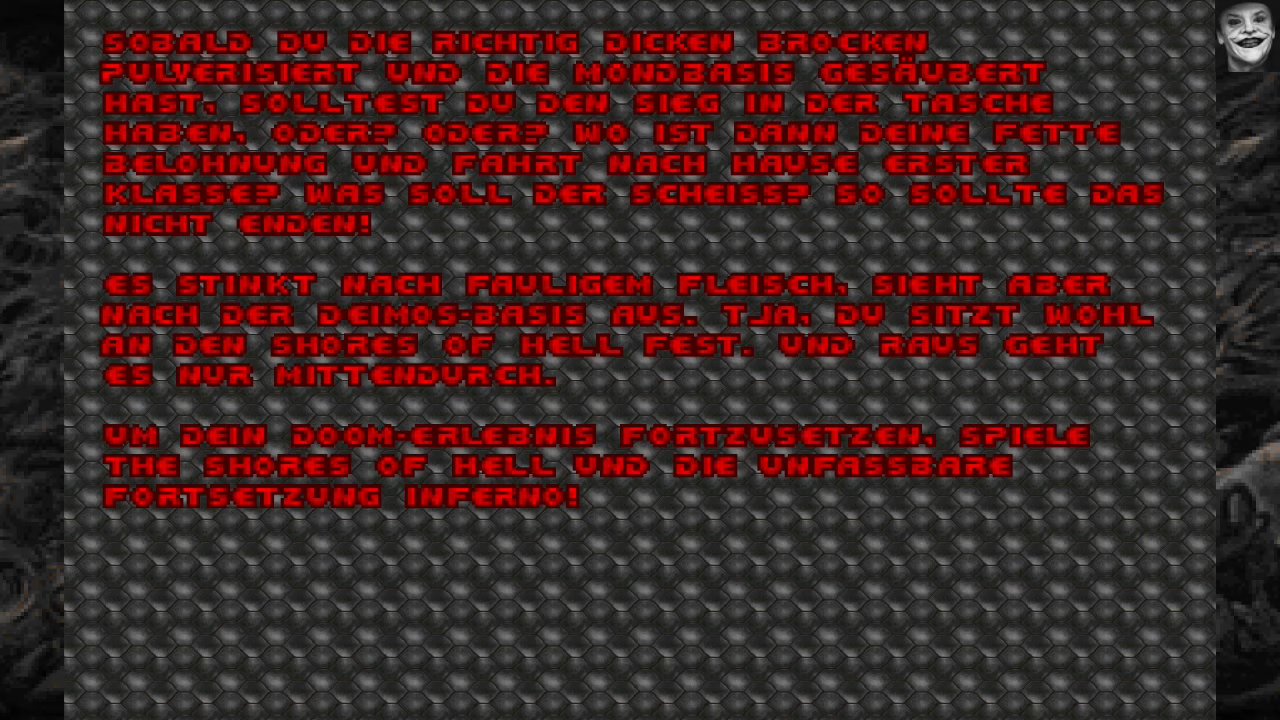 SOBALD DU DIE RICHTIG DICKEN BROCKEN
PULVERISIERT UND DIE MONDBASIS GESÄUBERT
HAST, SOLLTEST DU DEN SIEG IN DER TASCHE
HABEN, ODER? ODER? WO IST DANN DEINE FETTE
BELOHNUNG UND FAHRT NACH HAUSE ERSTER
KLASSE? WAS SOLL DER SCHEISS? SO SOLLTE DAS
NICHT ENDEN!
ES STINKT NACH FAULIGEM FLEISCH, SIEHT ABER
NACH DER DEIMOS-BASIS AUS. TJA, DU SITZT WOHL
AN DEN SHORES OF HELL FEST. UND RAUS GEHT
ES NUR MITTENDURCH.
UM DEIN DOOM-ERLEBNIS FORTZUSETZEN, SPIELE
THE SHORES OF HELL UND DIE UNFASSBARE
FORTSETZUNG INFERNO!